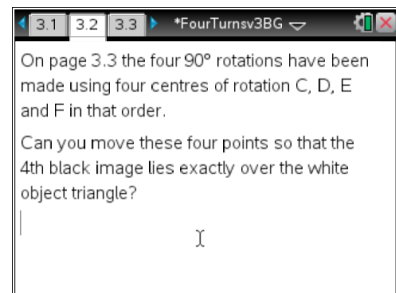 3.1 3.2 3.3 *FourTurnsv3BG
On page 3.3 the four 90° rotations have been
made using four centres of rotation C, D, E
and F in that order.
Can you move these four points so that the
4th black image lies exactly over the white
object triangle?